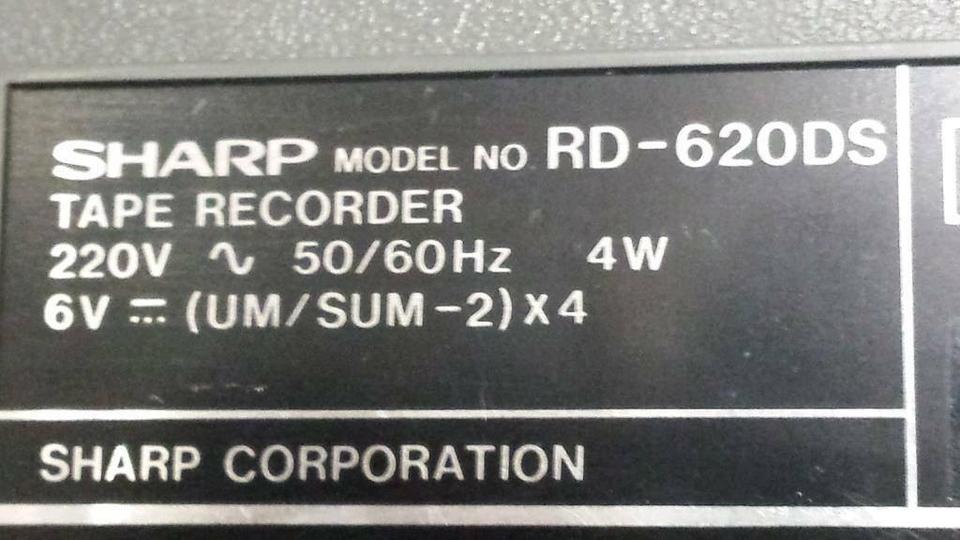 SHARP MODEL NO. RD-620DS
TAPE RECORDER
220V ∿ 50/60Hz 4W
6V ⎓ (UM/SUM-2)X4
SHARP CORPORATION